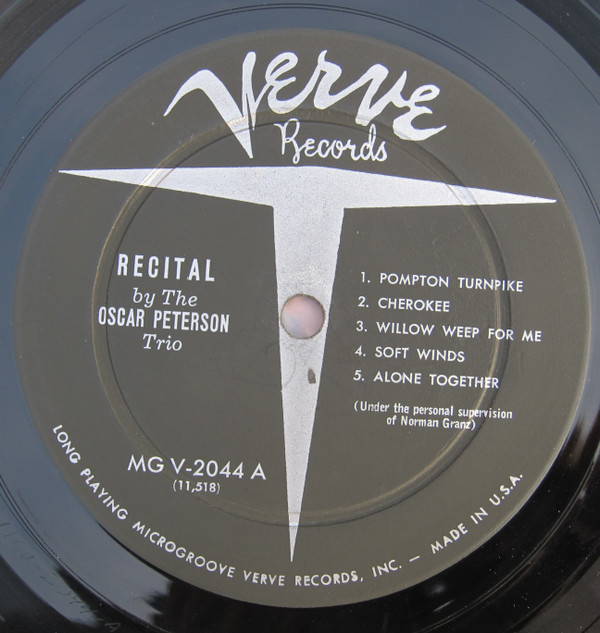 Verve
Records
RECITAL
by The
OSCAR PETERSON
Trio
1. POMPTON TURNPIKE
2. CHEROKEE
3. WILLOW WEEP FOR ME
4. SOFT WINDS
5. ALONE TOGETHER
(Under the personal supervision
of Norman Granz)
MG V-2044 A
(11,518)
LONG PLAYING MICROGROOVE VERVE RECORDS, INC. — MADE IN U.S.A.